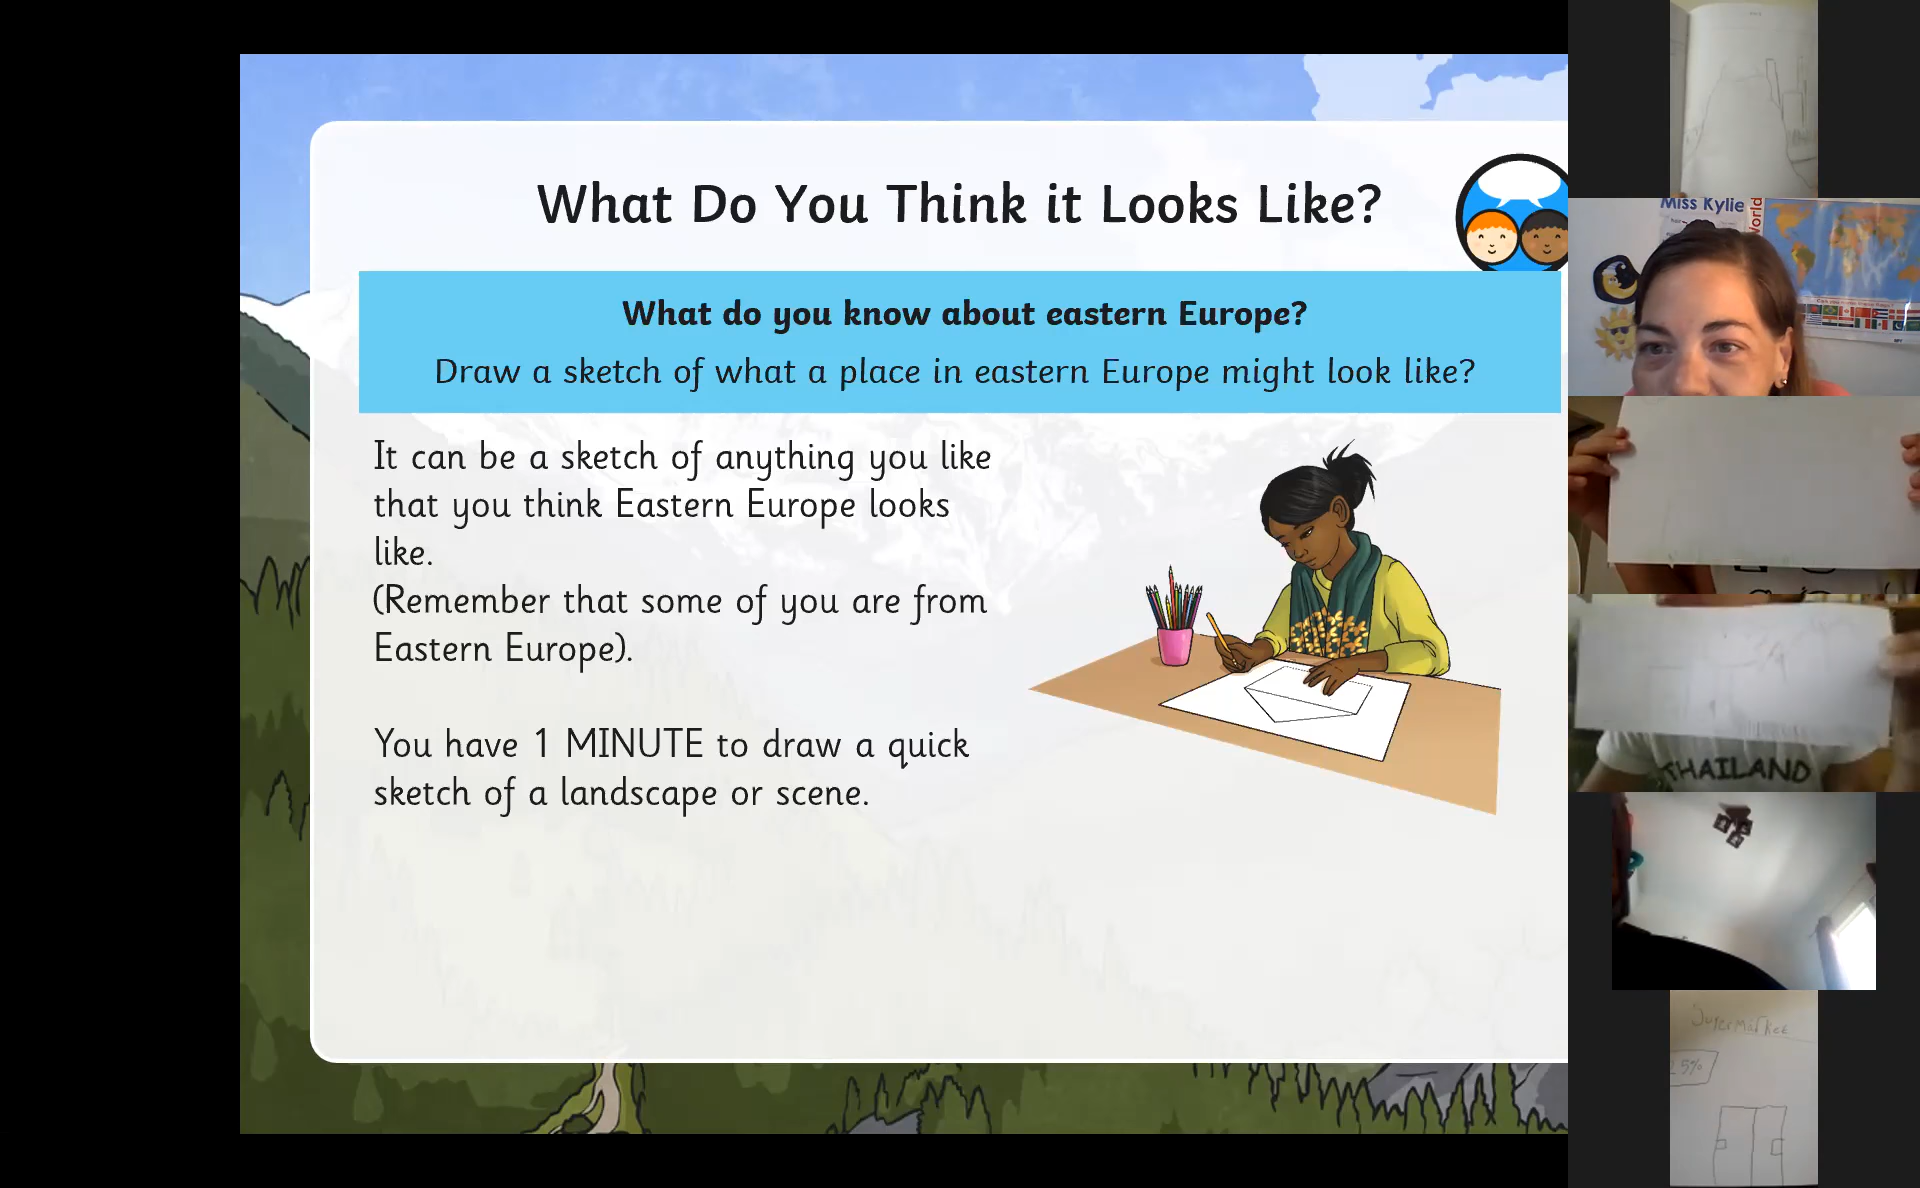 What Do You Think it Looks Like?
What do you know about eastern Europe?
Draw a sketch of what a place in eastern Europe might look like?
It can be a sketch of anything you like
that you think Eastern Europe looks
like.
(Remember that some of you are from
Eastern Europe).
You have 1 MINUTE to draw a quick
sketch of a landscape or scene.
Miss Kylie
World
THAILAND
Supermarket
25%